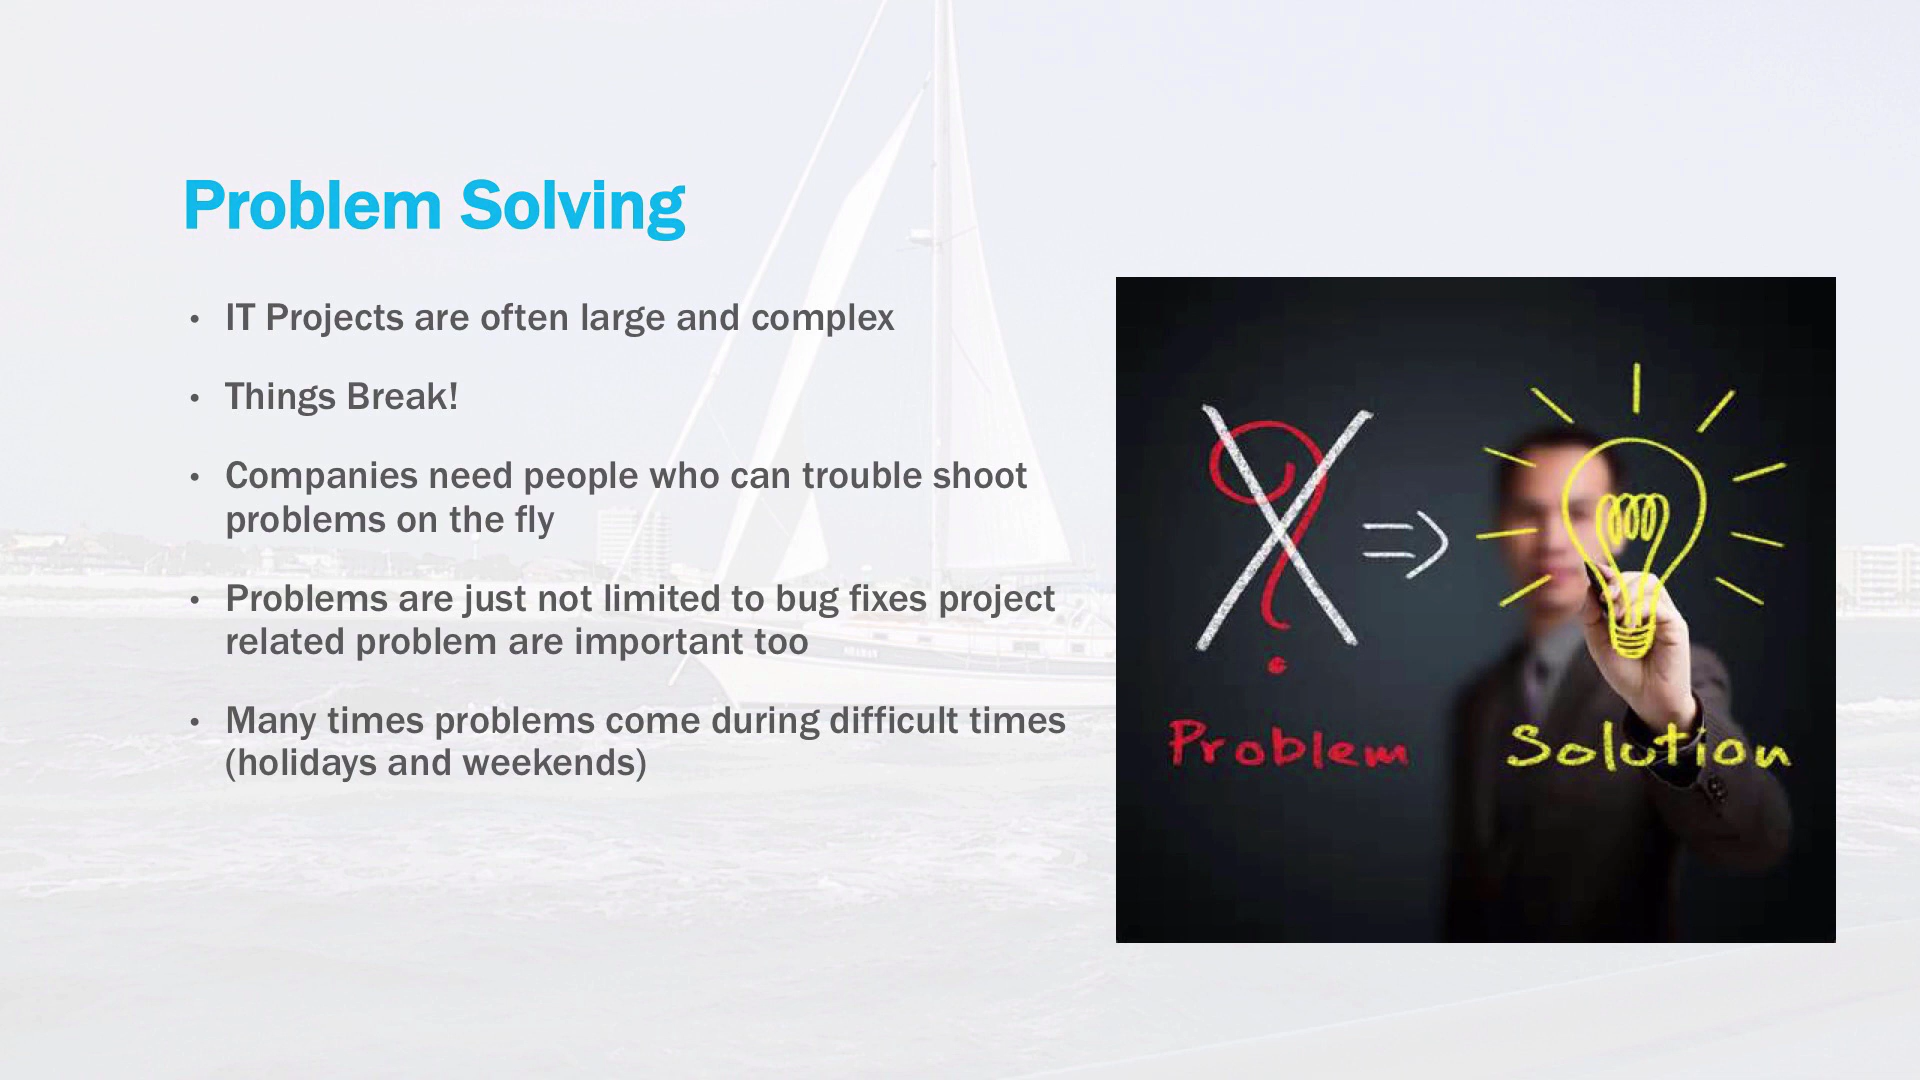 Problem Solving
• IT Projects are often large and complex
• Things Break!
• Companies need people who can trouble shoot
problems on the fly
• Problems are just not limited to bug fixes project
related problem are important too
• Many times problems come during difficult times
(holidays and weekends)
?
Problem
Solution